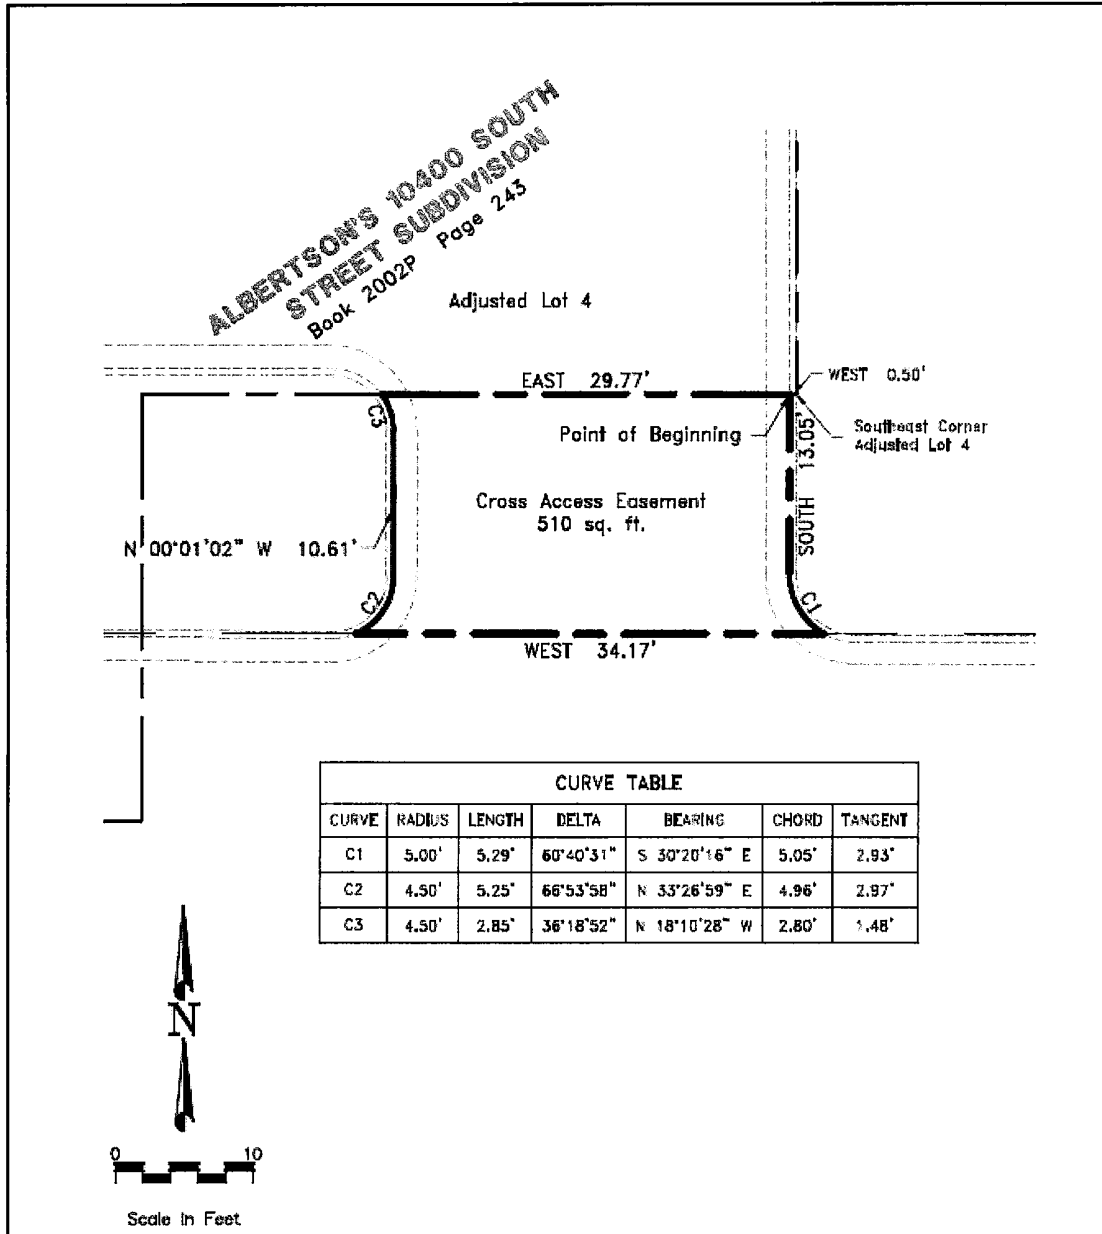 ALBERTSON'S 10400 SOUTH
STREET SUBDIVISION
Book 2002P Page 243
Adjusted Lot 4
EAST 29.77'
WEST 0.50'
Point of Beginning
Southeast Corner
Adjusted Lot 4
SOUTH 13.05'
C3
Cross Access Easement
510 sq. ft.
N 00°01'02" W 10.61'
C2
C1
WEST 34.17'
CURVE TABLE
CURVE RADIUS LENGTH DELTA BEARING CHORD TANGENT
C1 5.00' 5.29' 60°40'31" S 30°20'16" E 5.05' 2.93'
C2 4.50' 5.25' 66°53'58" N 33°26'59" E 4.96' 2.97'
C3 4.50' 2.85' 36°18'52" N 18°10'28" W 2.80' 1.48'
N
0 10
Scale in Feet